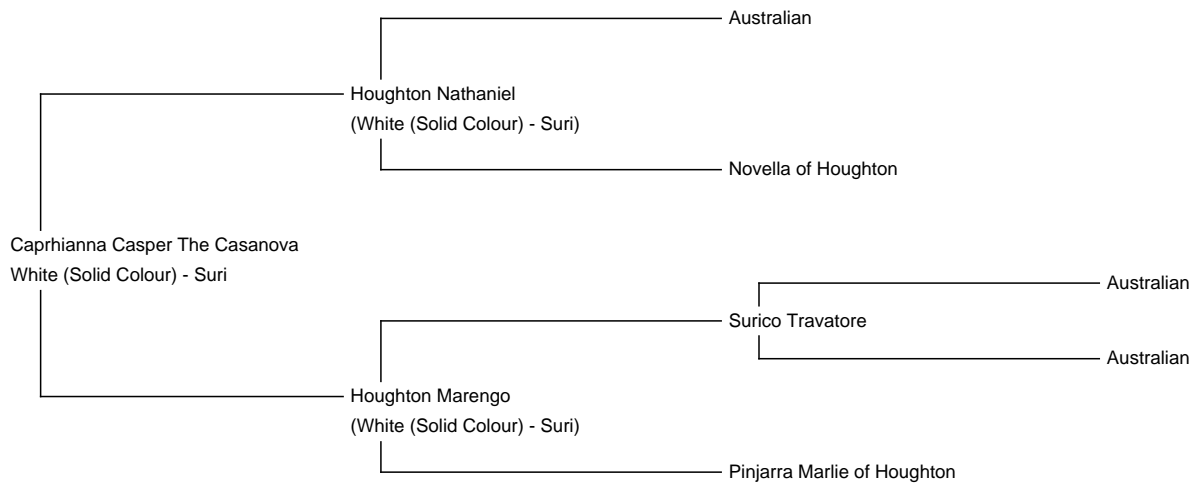 Australian
Houghton Nathaniel
(White (Solid Colour) - Suri)
Novella of Houghton
Caprhianna Casper The Casanova
White (Solid Colour) - Suri
Australian
Surico Travatore
Australian
Houghton Marengo
(White (Solid Colour) - Suri)
Pinjarra Marlie of Houghton